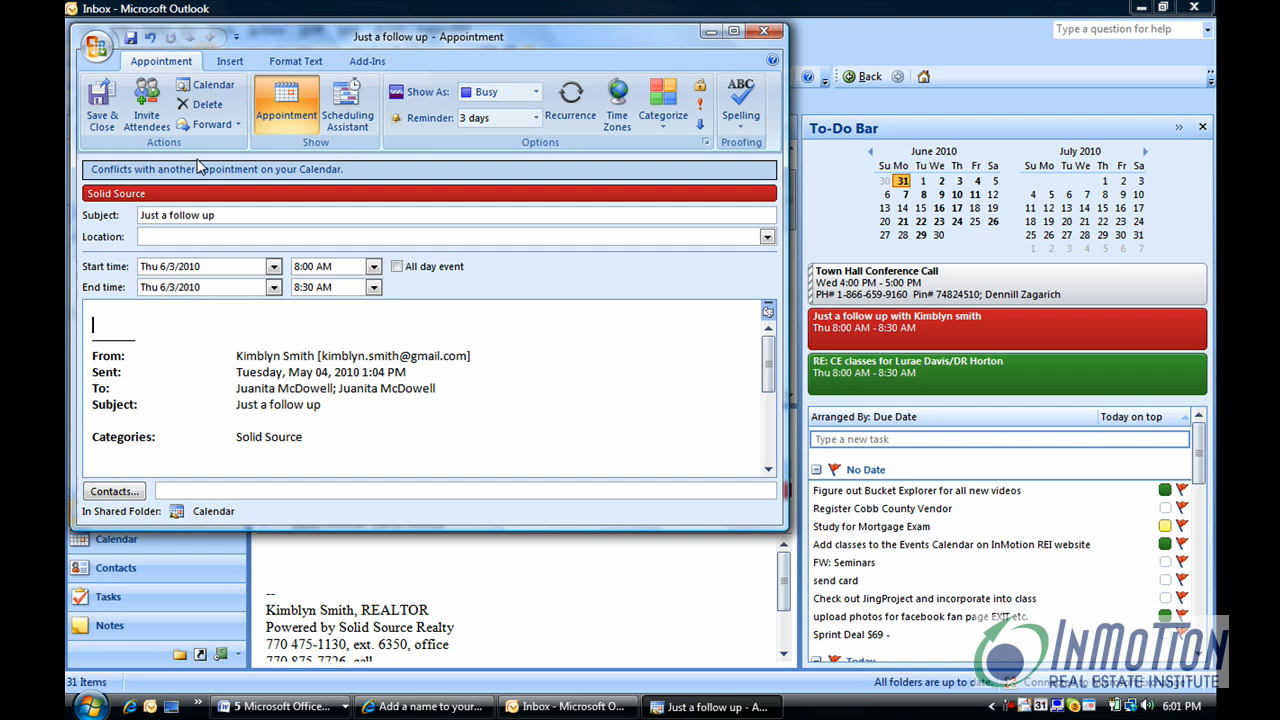 Inbox - Microsoft Outlook
Type a question for help
Just a follow up - Appointment
Appointment Insert Format Text Add-Ins
Save & Close
Invite Attendees
Calendar
Delete
Forward
Actions
Appointment
Scheduling Assistant
Show
Show As: Busy
Reminder: 3 days
Recurrence
Time Zones
Categorize
Options
ABC
Spelling
Proofing
Back
Conflicts with another appointment on your Calendar.
Solid Source
Subject: Just a follow up
Location:
Start time: Thu 6/3/2010 8:00 AM All day event
End time: Thu 6/3/2010 8:30 AM
From: Kimblyn Smith [kimblyn.smith@gmail.com]
Sent: Tuesday, May 04, 2010 1:04 PM
To: Juanita McDowell; Juanita McDowell
Subject: Just a follow up
Categories: Solid Source
Contacts...
In Shared Folder: Calendar
Calendar
Contacts
Tasks
Notes
--
Kimblyn Smith, REALTOR
Powered by Solid Source Realty
770 475-1130, ext. 6350, office
770 875-7726, cell
To-Do Bar
June 2010
Su Mo Tu We Th Fr Sa
30 31 1 2 3 4 5
6 7 8 9 10 11 12
13 14 15 16 17 18 19
20 21 22 23 24 25 26
27 28 29 30
July 2010
Su Mo Tu We Th Fr Sa
1 2 3
4 5 6 7 8 9 10
11 12 13 14 15 16 17
18 19 20 21 22 23 24
25 26 27 28 29 30 31
1 2 3 4 5 6 7
Town Hall Conference Call
Wed 4:00 PM - 5:00 PM
PH# 1-866-659-9160 Pin# 74824510; Dennill Zagarich
Just a follow up with Kimblyn smith
Thu 8:00 AM - 8:30 AM
RE: CE classes for Lurae Davis/DR Horton
Thu 8:00 AM - 8:30 AM
Arranged By: Due Date Today on top
Type a new task
No Date
Figure out Bucket Explorer for all new videos
Register Cobb County Vendor
Study for Mortgage Exam
Add classes to the Events Calendar on InMotion REI website
FW: Seminars
send card
Check out JingProject and incorporate into class
upload photos for facebook fan page EXIT etc.
Sprint Deal $69 -
Today
INMOTION
REAL ESTATE INSTITUTE
31 Items
All folders are up to date.
5 Microsoft Office...
Add a name to your...
Inbox - Microsoft O...
Just a follow up - A...
31
6:01 PM